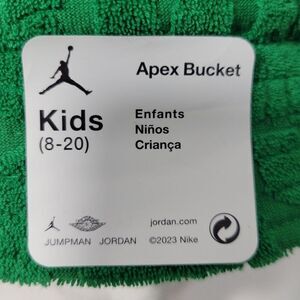 Apex Bucket
Kids
(8-20)
Enfants
Niños
Criança
jordan.com
JUMPMAN JORDAN ©2023 Nike